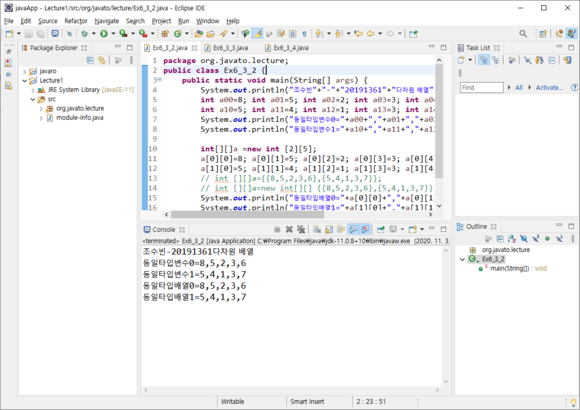 javaApp - Lecture1/src/org/javato/lecture/Ex6_3_2.java - Eclipse IDE
File Edit Source Refactor Navigate Search Project Run Window Help
Package Explorer
javaro
Lecture1
JRE System Library [JavaSE-11]
src
org.javato.lecture
module-info.java
Ex6_3_2.java
Ex6_3_3.java
Ex6_3_4.java
1 package org.javato.lecture;
2 public class Ex6_3_2 {
3 public static void main(String[] args) {
4 System.out.println("조수빈"+"-"+"20191361"+"다차원 배열"
5 int a00=8; int a01=5; int a02=2; int a03=3; int a04
6 int a10=5; int a11=4; int a12=1; int a13=3; int a14
7 System.out.println("동일타입변수0="+a00+","+a01+","+a02
8 System.out.println("동일타입변수1="+a10+","+a11+","+a12
9
10 int[][]a =new int [2][5];
11 a[0][0]=8; a[0][1]=5; a[0][2]=2; a[0][3]=3; a[0][4]
12 a[1][0]=5; a[1][1]=4; a[1][2]=1; a[1][3]=3; a[1][4]
13 // int [][]a={{8,5,2,3,6},{5,4,1,3,7}};
14 // int [][]a=new int[][] {{8,5,2,3,6},{5,4,1,3,7}}
15 System.out.println("동일타입배열0="+a[0][0]+","+a[0][1]
16 System.out.println("동일타입배열1="+a[1][0]+","+a[1][1]
Console
<terminated> Ex6_3_2 [Java Application] C:\Program Files\java\jdk-11.0.8+10\bin\javaw.exe (2020. 11. 3.
조수빈-20191361다차원 배열
동일타입변수0=8,5,2,3,6
동일타입변수1=5,4,1,3,7
동일타입배열0=8,5,2,3,6
동일타입배열1=5,4,1,3,7
Task List
Find
All
Activate...
Outline
org.javato.lecture
Ex6_3_2
main(String[]) : void
Writable
Smart Insert
2 : 23 : 51